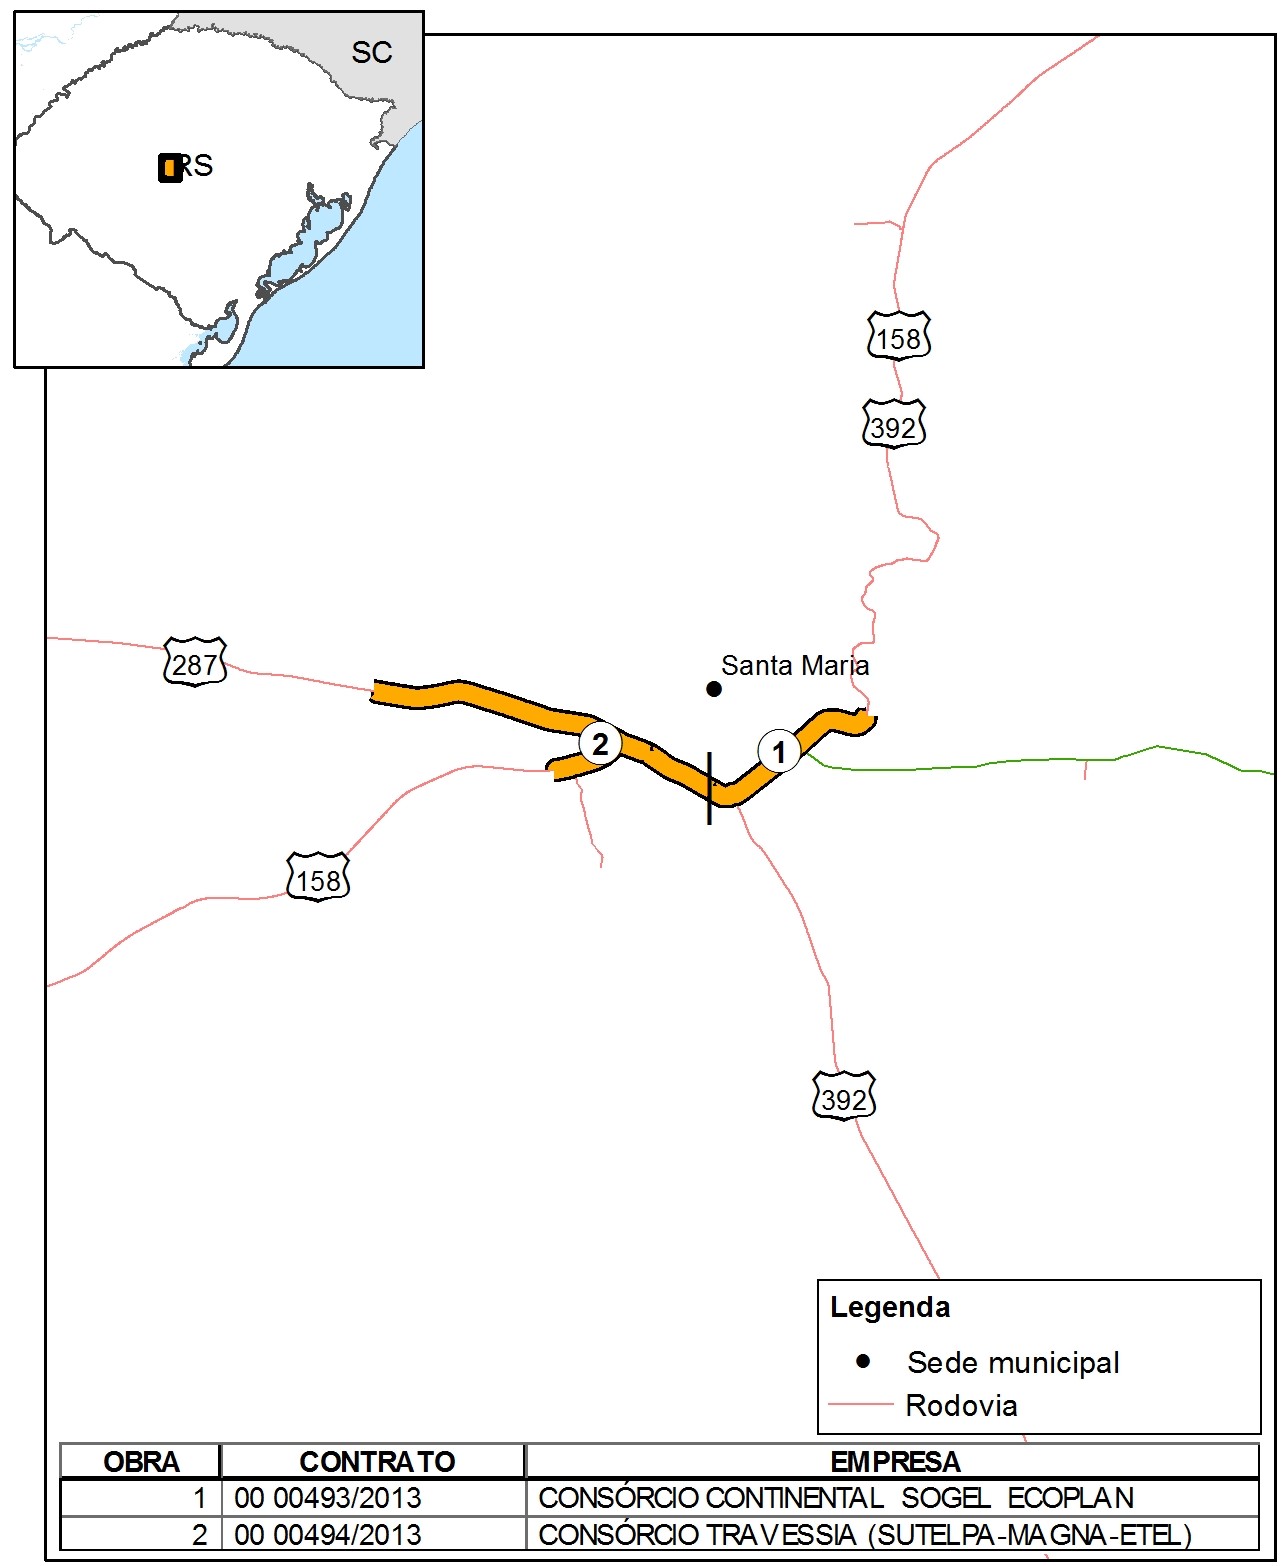 SC
RS
158
392
Santa Maria
287
2
1
158
392
Legenda
Sede municipal
Rodovia
OBRA CONTRATO EMPRESA
1 00 00493/2013 CONSÓRCIO CONTINENTAL SOGEL ECOPLAN
2 00 00494/2013 CONSÓRCIO TRAVESSIA (SUTELPA-MAGNA-ETEL)